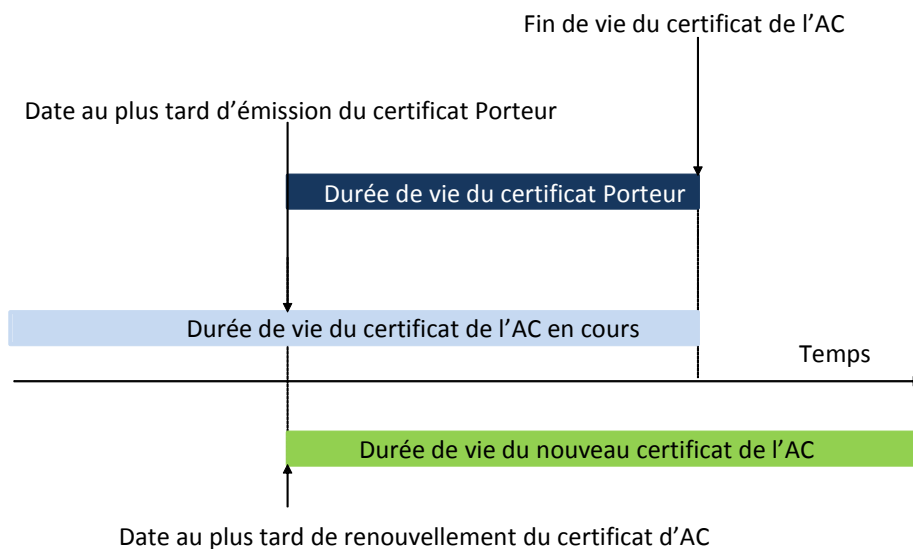 Fin de vie du certificat de l’AC
Date au plus tard d’émission du certificat Porteur
Durée de vie du certificat Porteur
Durée de vie du certificat de l’AC en cours
Temps
Durée de vie du nouveau certificat de l’AC
Date au plus tard de renouvellement du certificat d’AC